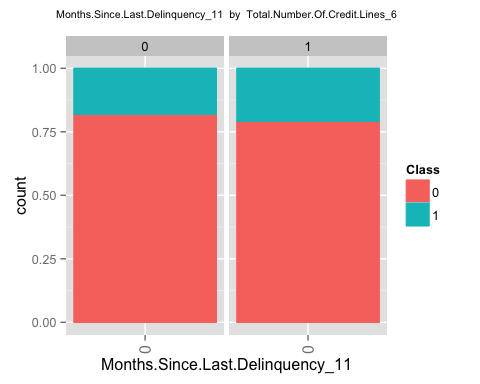 Months.Since.Last.Delinquency_11 by Total.Number.Of.Credit.Lines_6
0 1
1.00
0.75
0.50
0.25
0.00
count
Class
0
1
0 0
Months.Since.Last.Delinquency_11